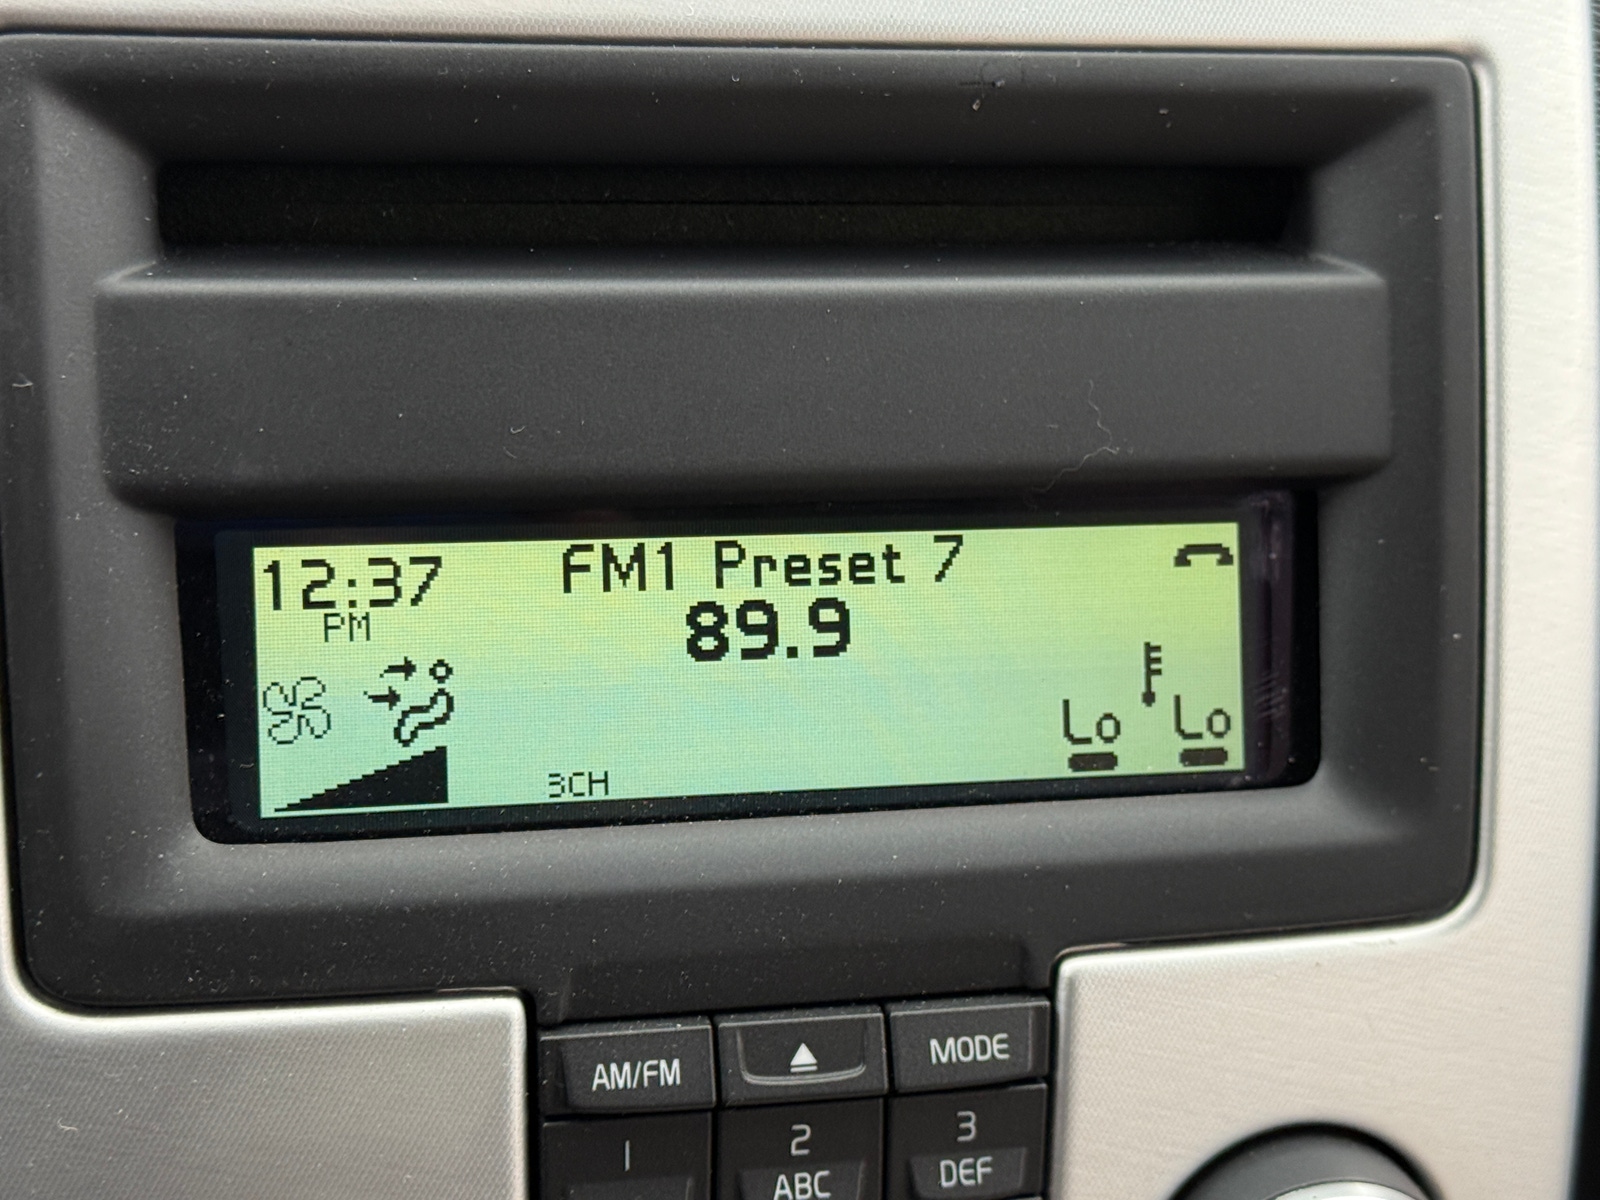 12:37
PM
FM1 Preset 7
89.9
Lo
Lo
3CH
AM/FM
MODE
1
2
ABC
3
DEF